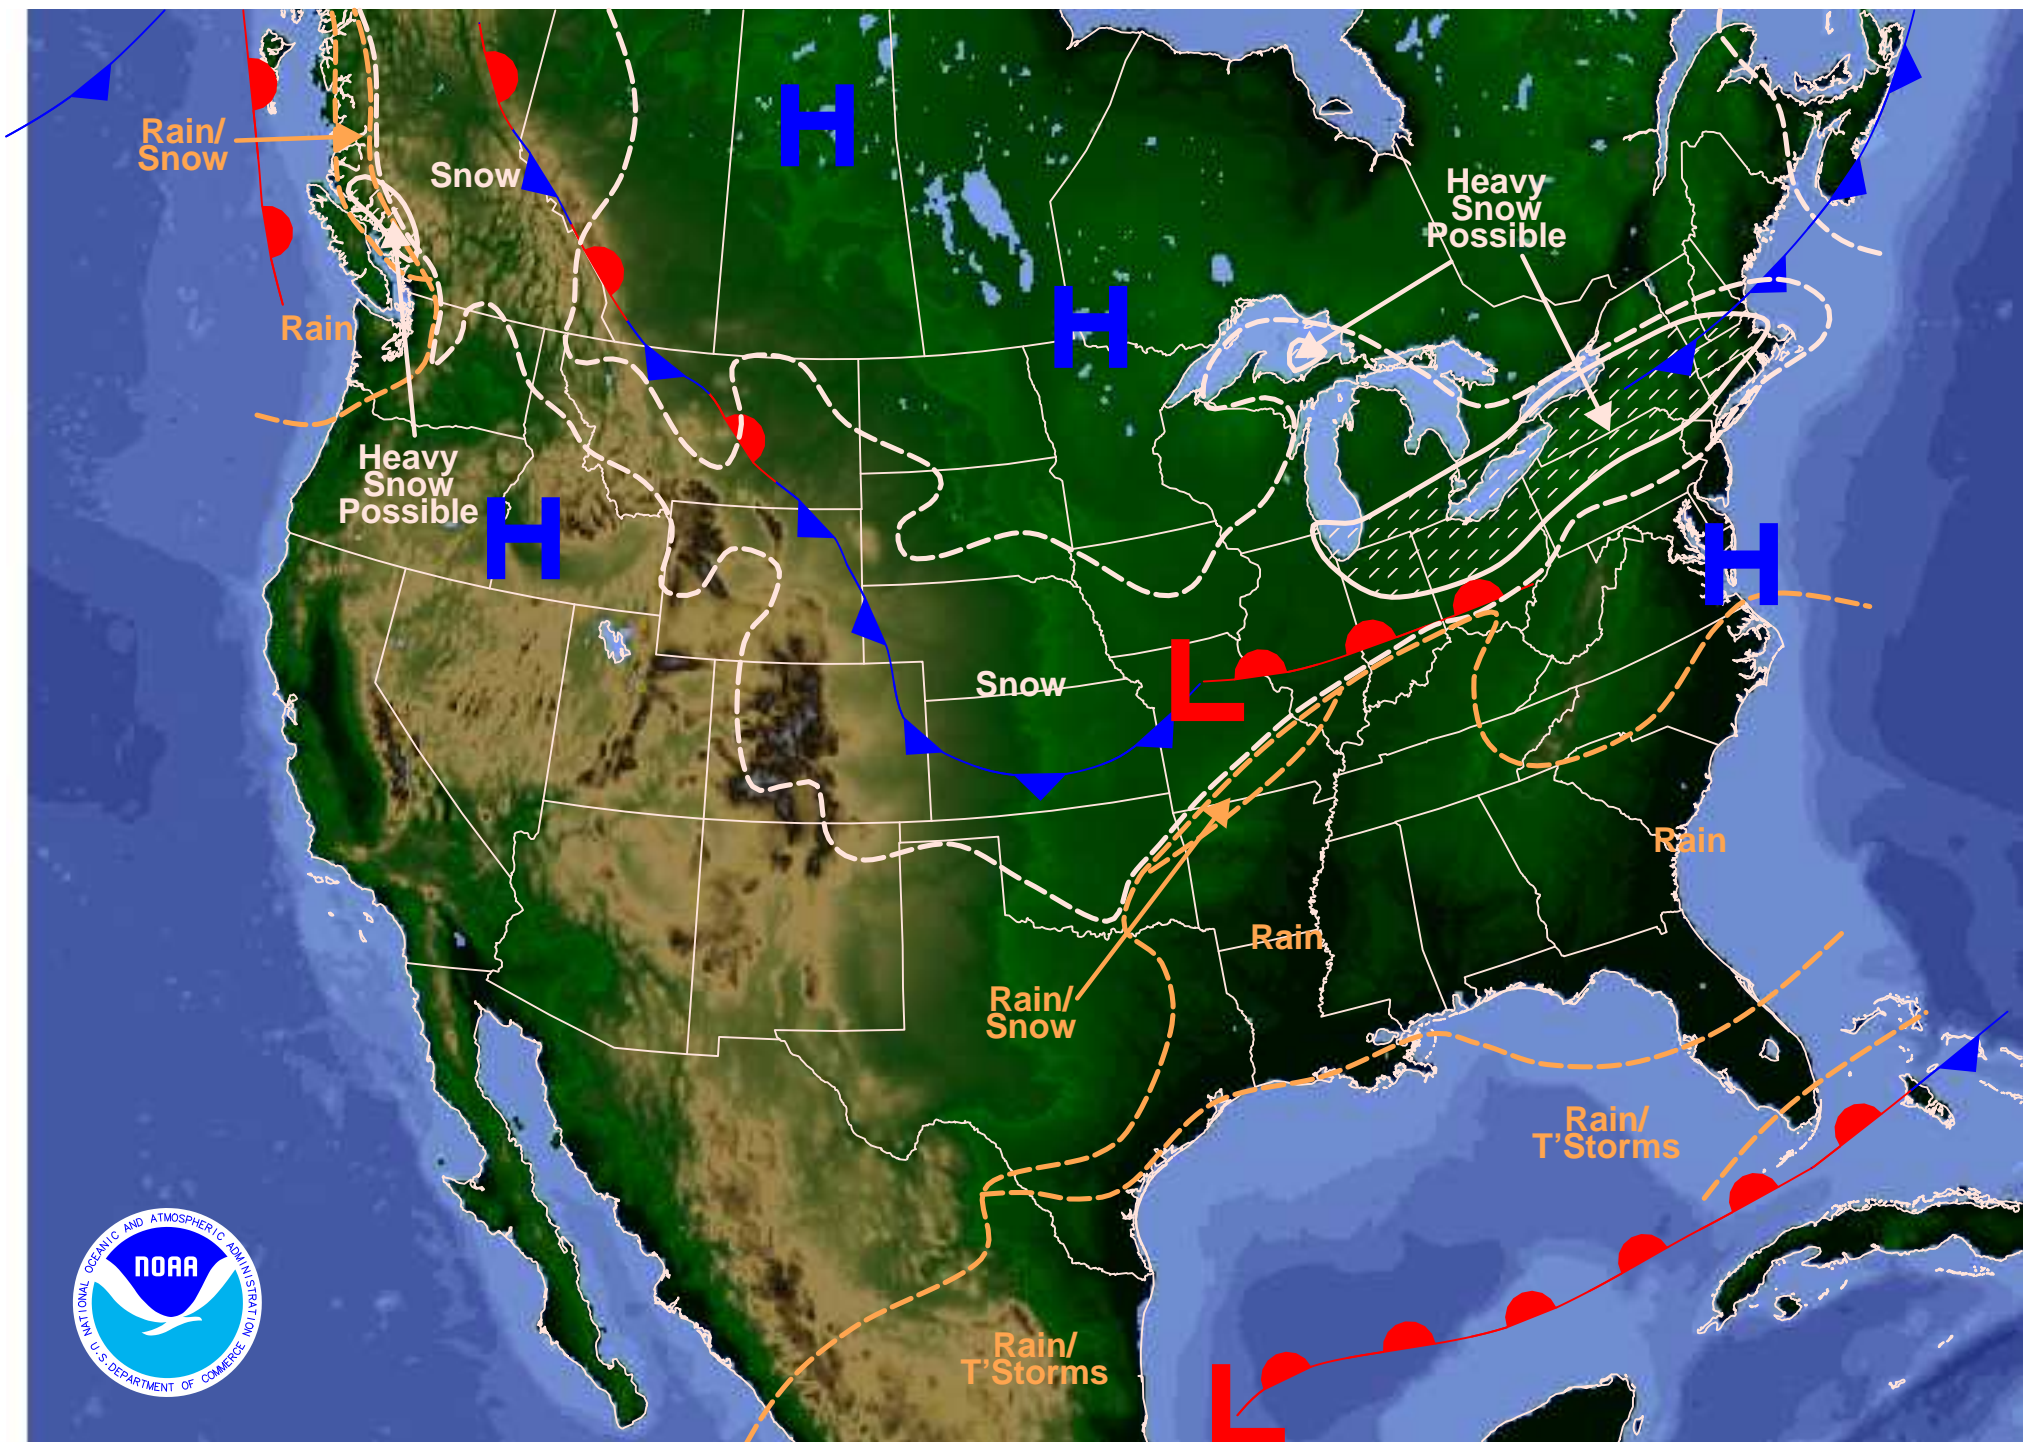 H
Rain/
Snow
Snow
Heavy
Snow
Possible
H
Rain
Heavy
Snow
Possible
H
H
Snow
L
Rain
Rain
Rain/
Snow
Rain/
T'Storms
Rain/
T'Storms
L
NATIONAL OCEANIC AND ATMOSPHERIC ADMINISTRATION
NOAA
U.S. DEPARTMENT OF COMMERCE